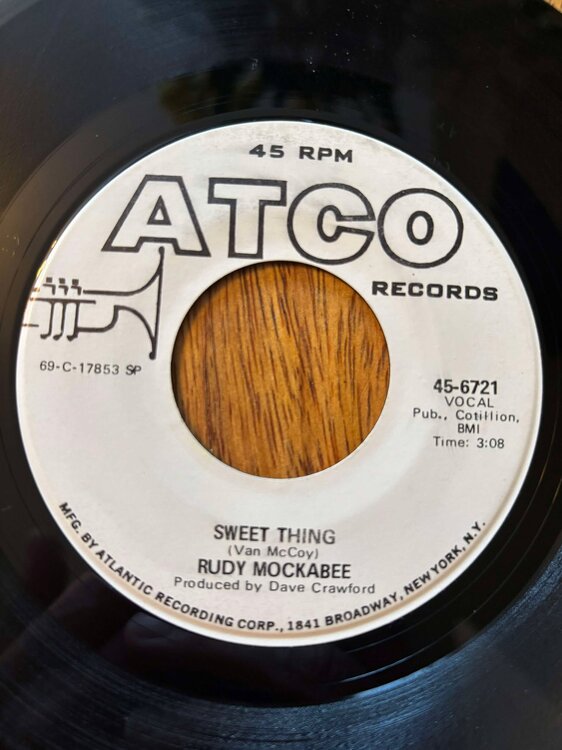 45 RPM
ATCO
RECORDS
69-C-17853 SP
45-6721
VOCAL
Pub., Cotillion,
BMI
Time: 3:08
SWEET THING
(Van McCoy)
RUDY MOCKABEE
Produced by Dave Crawford
MFG. BY ATLANTIC RECORDING CORP., 1841 BROADWAY, NEW YORK, N.Y.